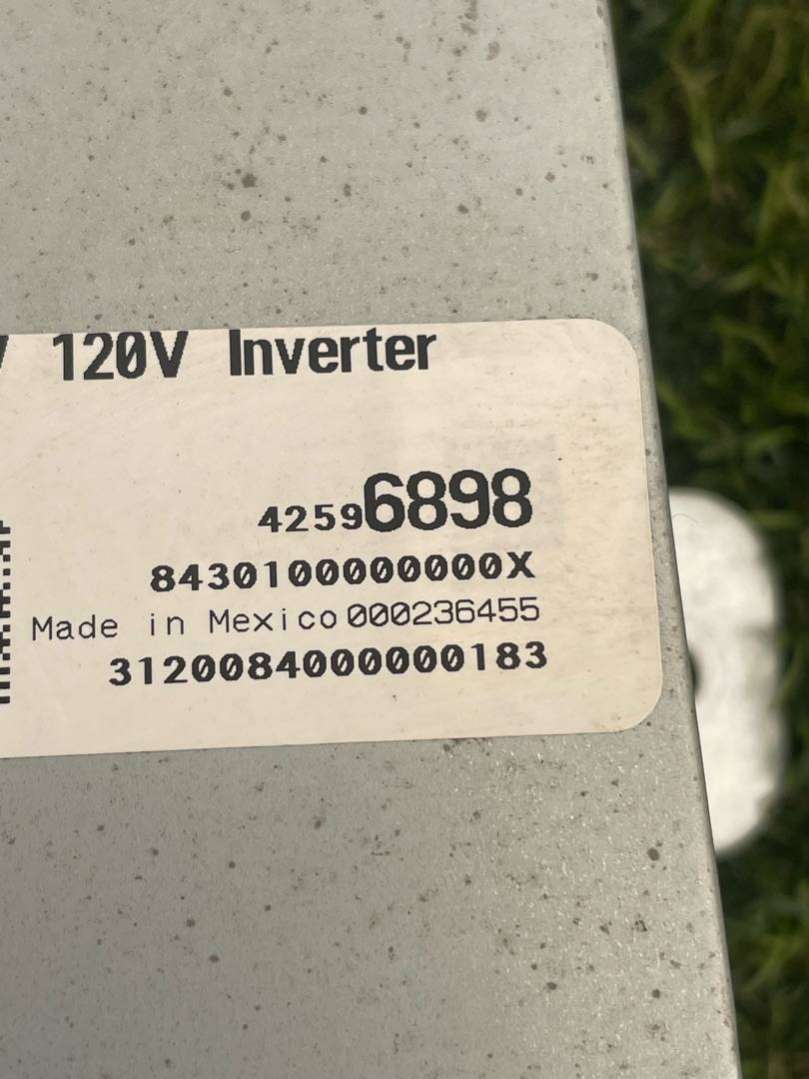 120V Inverter
42596898
8430100000000X
Made in Mexico 000236455
3120084000000183